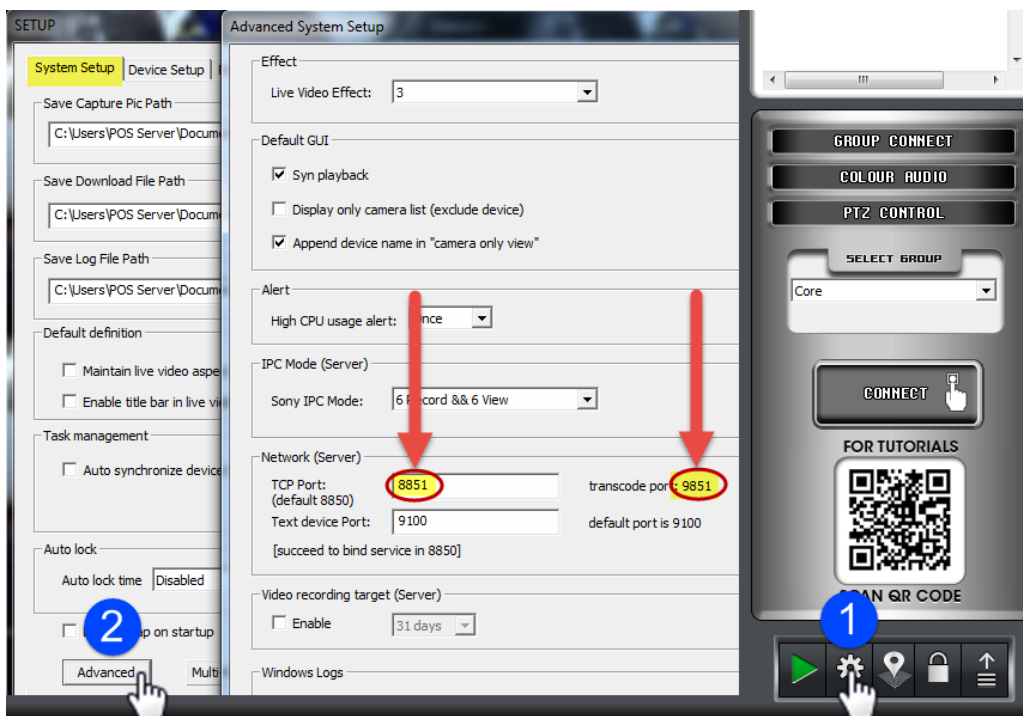 SETUP
System Setup
Device Setup
Save Capture Pic Path
C:\Users\POS Server\Docum
Save Download File Path
C:\Users\POS Server\Docum
Save Log File Path
C:\Users\POS Server\Docum
Default definition
Maintain live video aspe
Enable title bar in live vi
Task management
Auto synchronize device
Auto lock
Auto lock time Disabled
2
ap on startup
Advanced
Multi
Advanced System Setup
Effect
Live Video Effect: 3
Default GUI
Syn playback
Display only camera list (exclude device)
Append device name in "camera only view"
Alert
High CPU usage alert: nce
IPC Mode (Server)
Sony IPC Mode: 6 Record && 6 View
Network (Server)
TCP Port: 8851 transcode port: 9851
(default 8850)
Text device Port: 9100 default port is 9100
[succeed to bind service in 8850]
Video recording target (Server)
Enable 31 days
Windows Logs
GROUP CONNECT
COLOUR AUDIO
PTZ CONTROL
SELECT GROUP
Core
CONNECT
FOR TUTORIALS
SCAN QR CODE
1